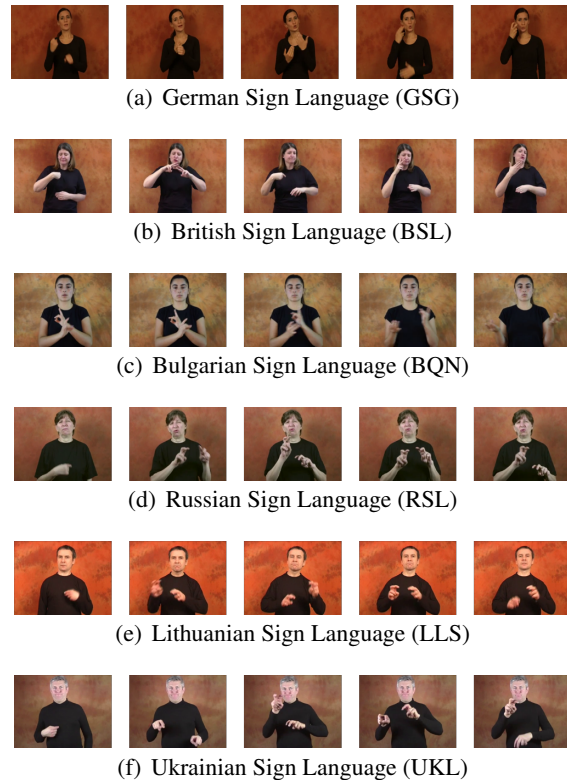 (a) German Sign Language (GSG)
(b) British Sign Language (BSL)
(c) Bulgarian Sign Language (BQN)
(d) Russian Sign Language (RSL)
(e) Lithuanian Sign Language (LLS)
(f) Ukrainian Sign Language (UKL)